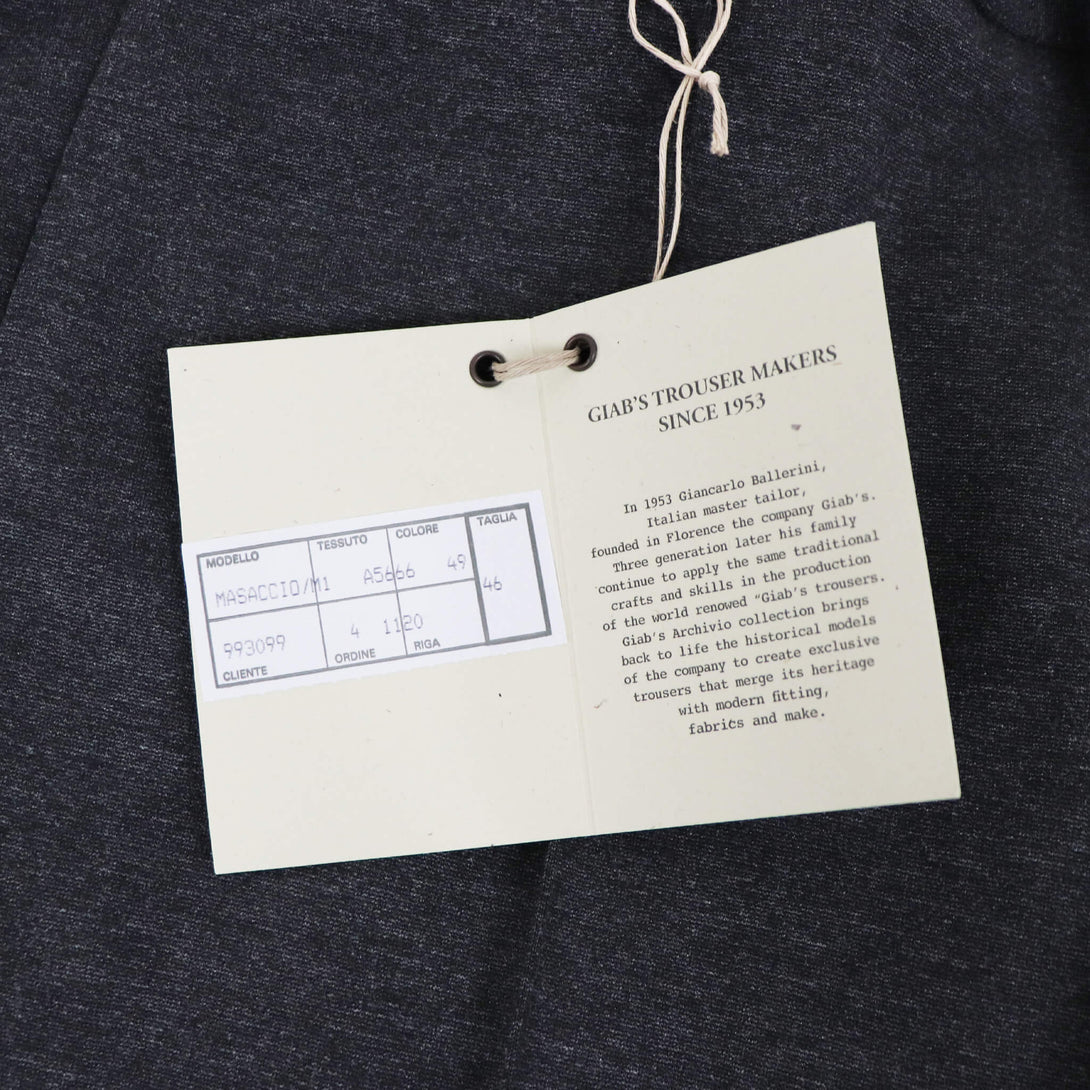 MODELLO TESSUTO COLORE TAGLIA
MASACCIO/M1 A5666 49 46
993099 4 1120
CLIENTE ORDINE RIGA
GIAB'S TROUSER MAKERS
SINCE 1953
In 1953 Giancarlo Ballerini,
Italian master tailor,
founded in Florence the company Giab's.
Three generation later his family
continue to apply the same traditional
crafts and skills in the production
of the world renowed "Giab's trousers.
Giab's Archivio collection brings
back to life the historical models
of the company to create exclusive
trousers that merge its heritage
with modern fitting,
fabrics and make.